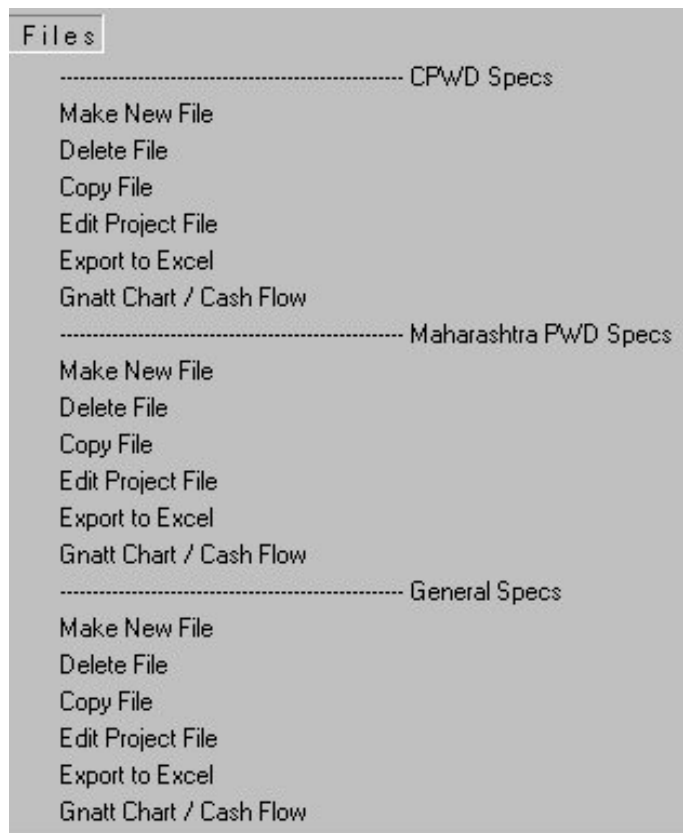 Files
------------------------------------------- CPWD Specs
Make New File
Delete File
Copy File
Edit Project File
Export to Excel
Gnatt Chart / Cash Flow
------------------------------------------- Maharashtra PWD Specs
Make New File
Delete File
Copy File
Edit Project File
Export to Excel
Gnatt Chart / Cash Flow
------------------------------------------- General Specs
Make New File
Delete File
Copy File
Edit Project File
Export to Excel
Gnatt Chart / Cash Flow